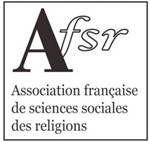 Afsr
Association française
de sciences sociales
des religions